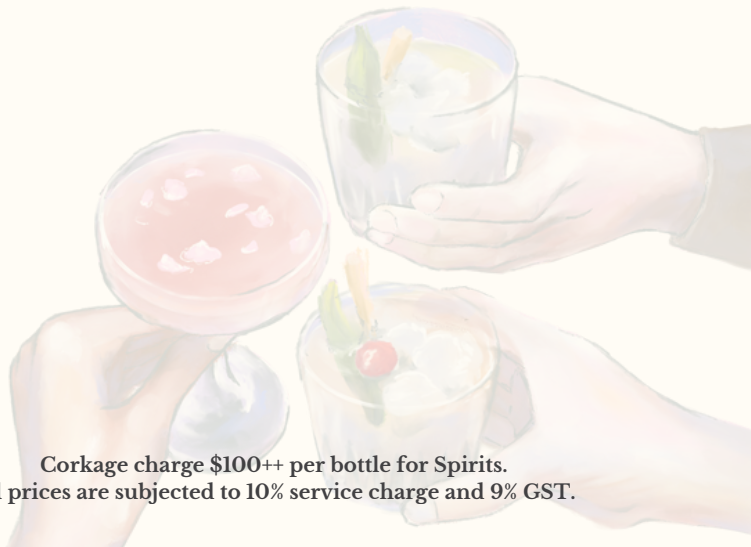 Corkage charge $100++ per bottle for Spirits.
prices are subjected to 10% service charge and 9% GST.